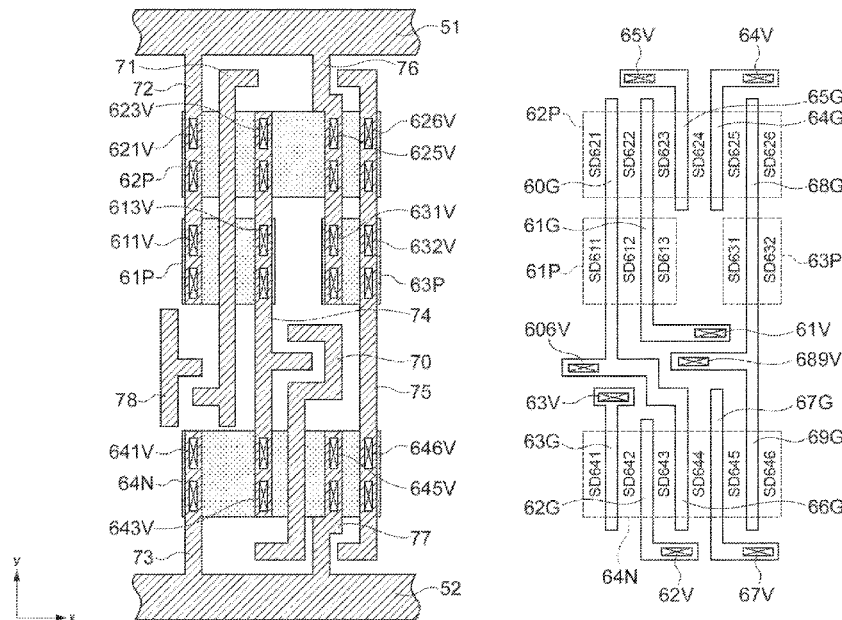 51
71
72
76
623V
621V
62P
613V
611V
61P
626V
625V
631V
632V
63P
74
70
75
78
641V
64N
643V
73
646V
645V
77
52
y
x
65V
64V
62P
65G
64G
SD621
SD622
SD623
SD624
SD625
SD626
60G
68G
61G
61P
SD611
SD612
SD613
SD631
SD632
63P
606V
61V
689V
63V
67G
63G
69G
SD641
SD642
SD643
SD644
SD645
SD646
62G
66G
64N
62V
67V